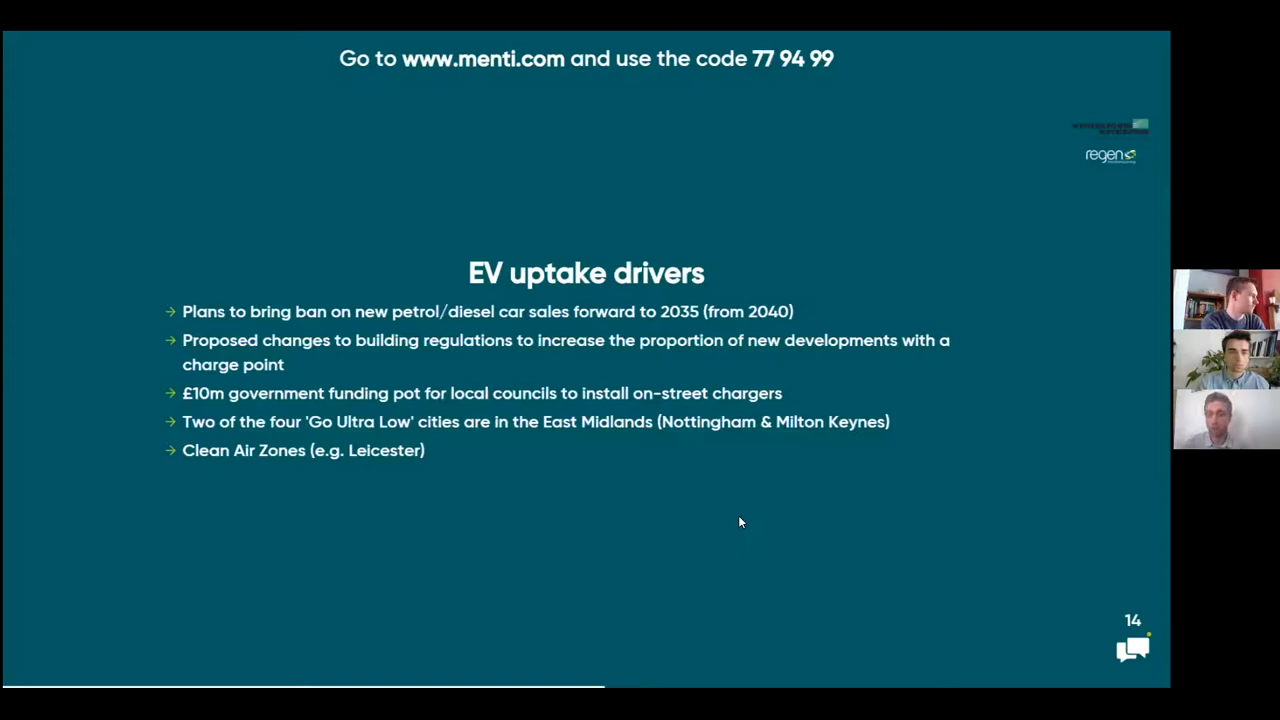 Go to www.menti.com and use the code 77 94 99
regen
EV uptake drivers
→ Plans to bring ban on new petrol/diesel car sales forward to 2035 (from 2040)
→ Proposed changes to building regulations to increase the proportion of new developments with a
charge point
→ £10m government funding pot for local councils to install on-street chargers
→ Two of the four 'Go Ultra Low' cities are in the East Midlands (Nottingham & Milton Keynes)
→ Clean Air Zones (e.g. Leicester)
14